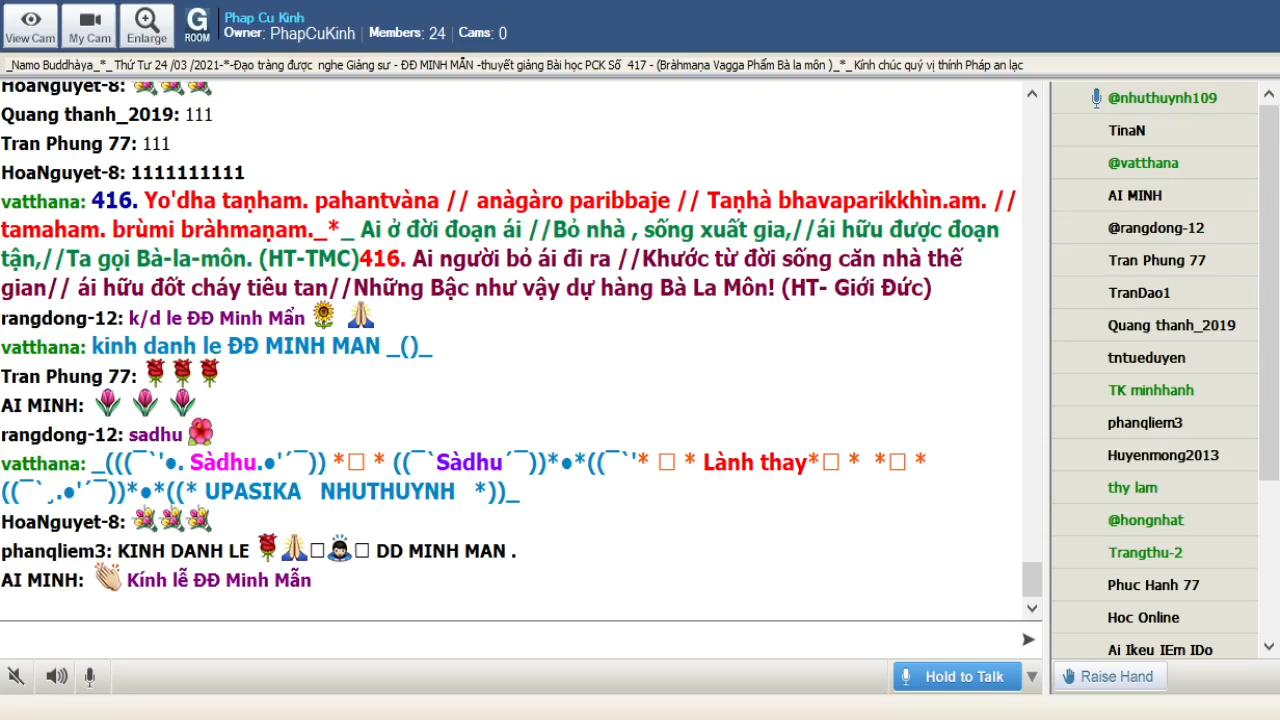 View Cam
My Cam
Enlarge
G
ROOM
Phap Cu Kinh
Owner: PhapCuKinh | Members: 24 | Cams: 0
_Namo Buddhàya_*_ Thứ Tư 24 /03 /2021-*-Đạo tràng được nghe Giảng sư - ĐĐ MINH MẪN -thuyết giảng Bài học PCK Số 417 - (Bràhmaṇa Vagga Phẩm Bà la môn )_*_ Kính chúc quý vị thính Pháp an lạc
HoaNguyet-8:
Quang thanh_2019: 111
Tran Phung 77: 111
HoaNguyet-8: 1111111111
vatthana: 416. Yo'dha taṇham. pahantvàna // anàgàro paribbaje // Taṇhà bhavaparikkhìn.am. //
tamaham. brùmi bràhmaṇam._*_ Ai ở đời đoạn ái //Bỏ nhà , sống xuất gia,//ái hữu được đoạn
tận,//Ta gọi Bà-la-môn. (HT-TMC)416. Ai người bỏ ái đi ra //Khước từ đời sống căn nhà thế
gian// ái hữu đốt cháy tiêu tan//Những Bậc như vậy dự hàng Bà La Môn! (HT- Giới Đức)
rangdong-12: k/d le ĐĐ Minh Mẩn
vatthana: kinh danh le ĐĐ MINH MAN _()_
Tran Phung 77:
AI MINH:
rangdong-12: sadhu
vatthana: _(((¯`'•. Sàdhu.•'´¯)) *□ * ((¯`Sàdhu´¯))*•*((¯`'* □ * Lành thay*□ * *□ *
((¯`¸.•'´¯))*•*((* UPASIKA NHUTHUYNH *))_
HoaNguyet-8:
phanqliem3: KINH DANH LE □ □ DD MINH MAN .
AI MINH: Kính lễ ĐĐ Minh Mẫn
Hold to Talk
@nhuthuynh109
TinaN
@vatthana
AI MINH
@rangdong-12
Tran Phung 77
TranDao1
Quang thanh_2019
tntueduyen
TK minhhanh
phanqliem3
Huyenmong2013
thy lam
@hongnhat
Trangthu-2
Phuc Hanh 77
Hoc Online
Ai Ikeu IEm IDo
Raise Hand